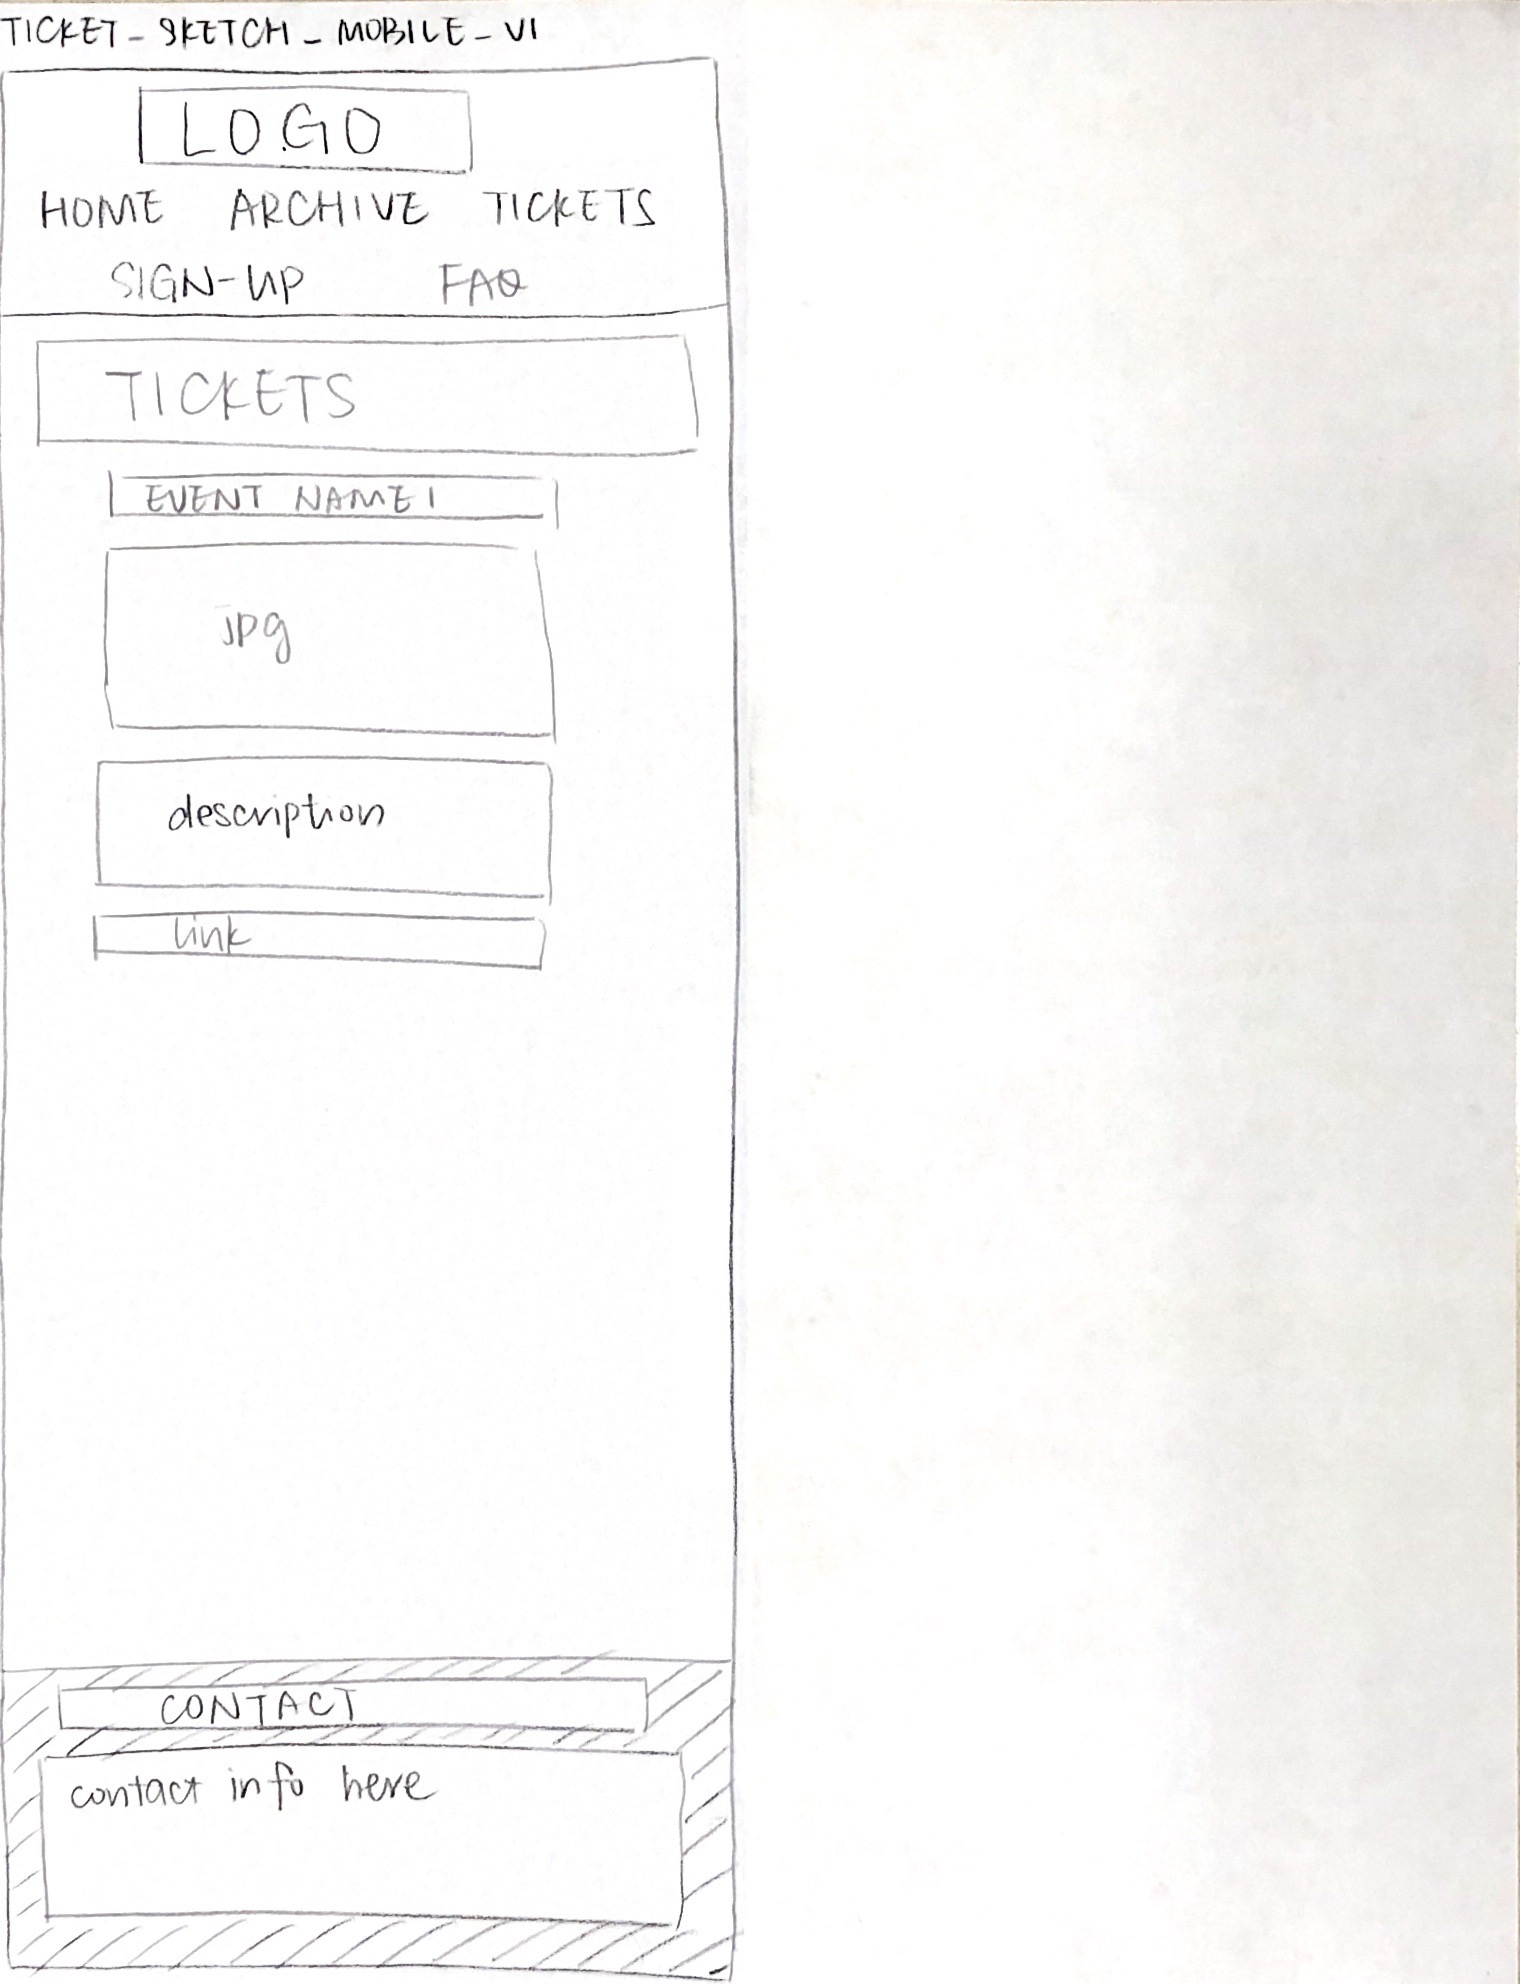 TICKET_SKETCH_MOBILE_V1
LOGO
HOME ARCHIVE TICKETS
SIGN-UP FAQ
TICKETS
EVENT NAME 1
jpg
description
link
CONTACT
contact info here